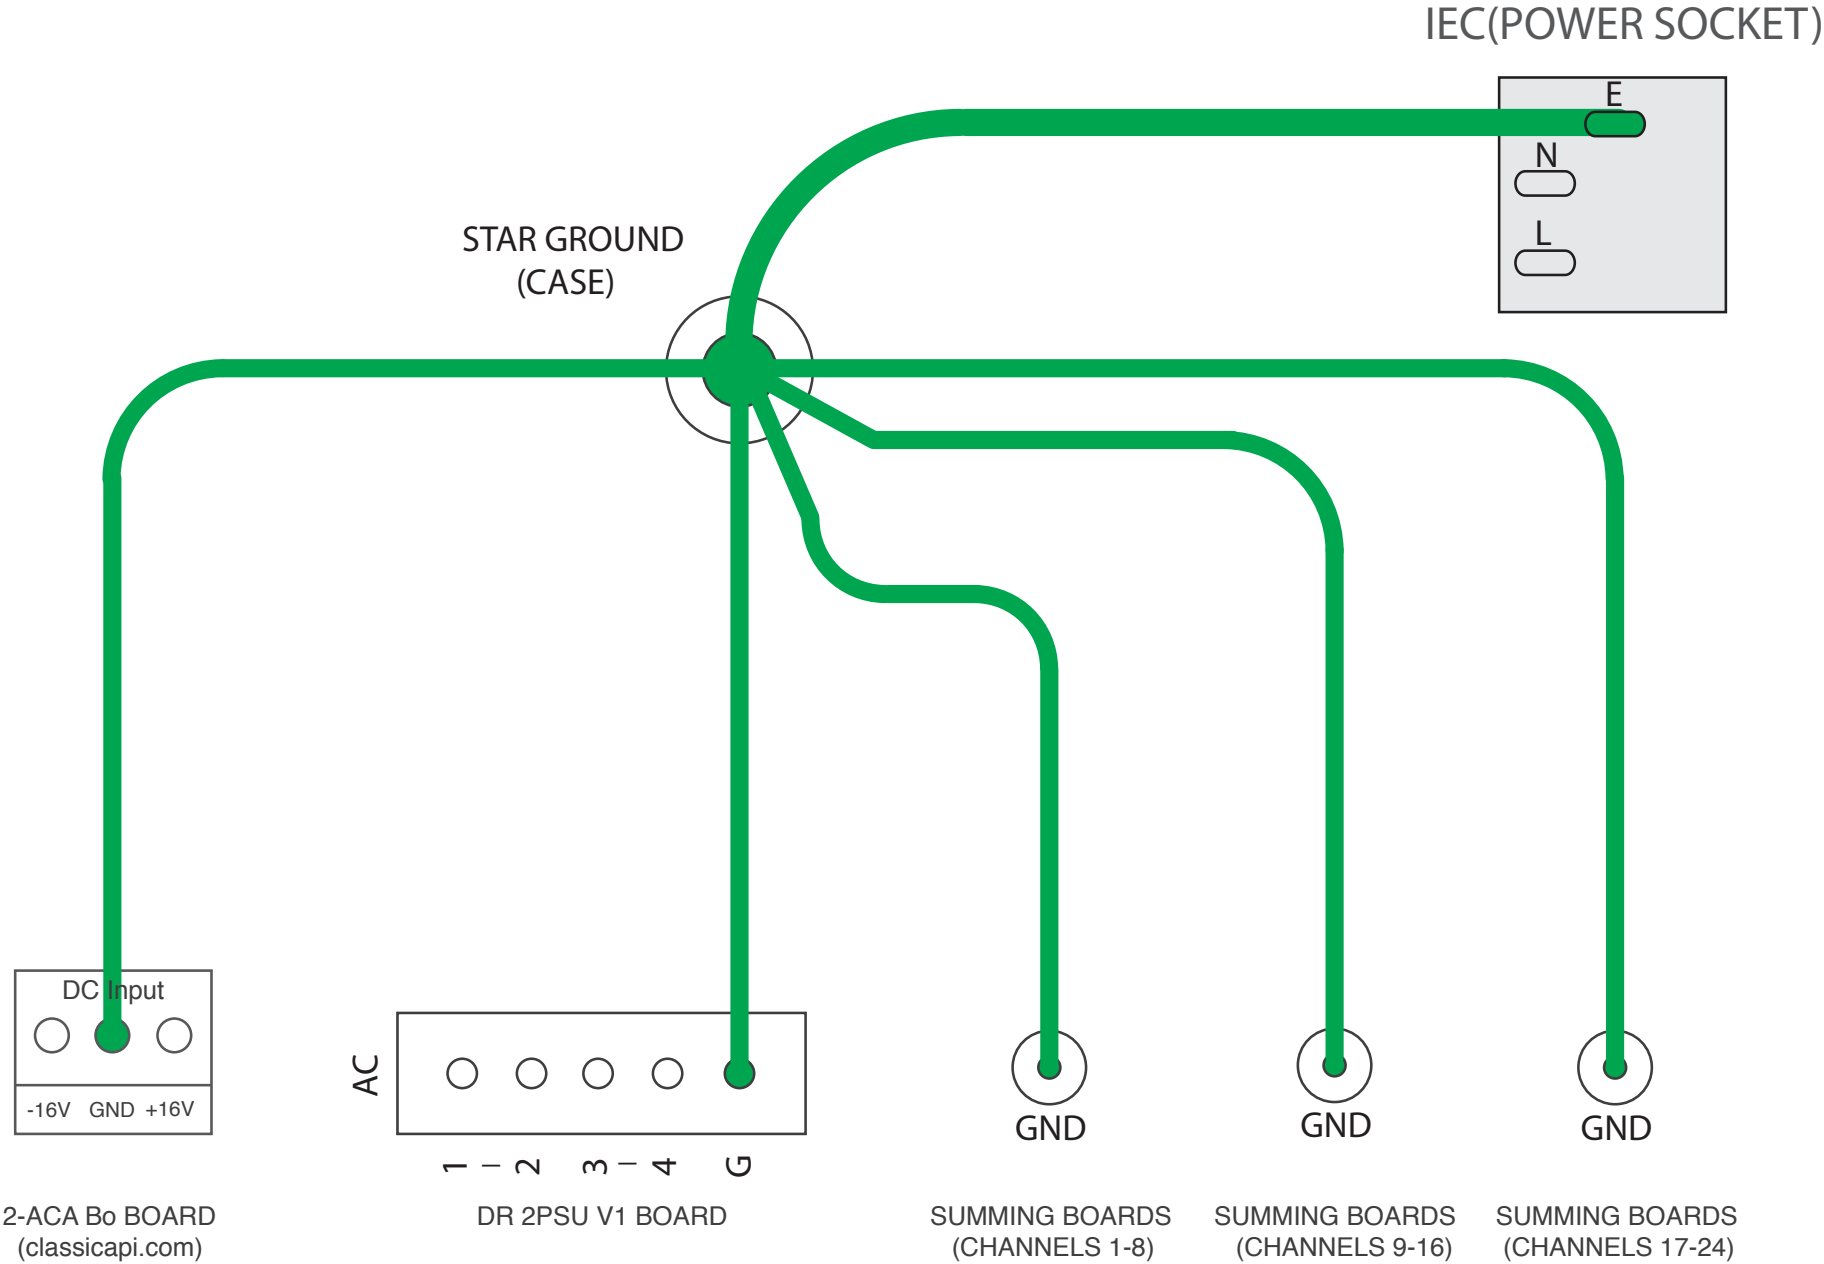 IEC(POWER SOCKET)
E
N
L
STAR GROUND
(CASE)
DC Input
-16V GND +16V
AC
1 – 2 3 – 4 G
GND
GND
GND
2-ACA Bo BOARD
(classicapi.com)
DR 2PSU V1 BOARD
SUMMING BOARDS
(CHANNELS 1-8)
SUMMING BOARDS
(CHANNELS 9-16)
SUMMING BOARDS
(CHANNELS 17-24)